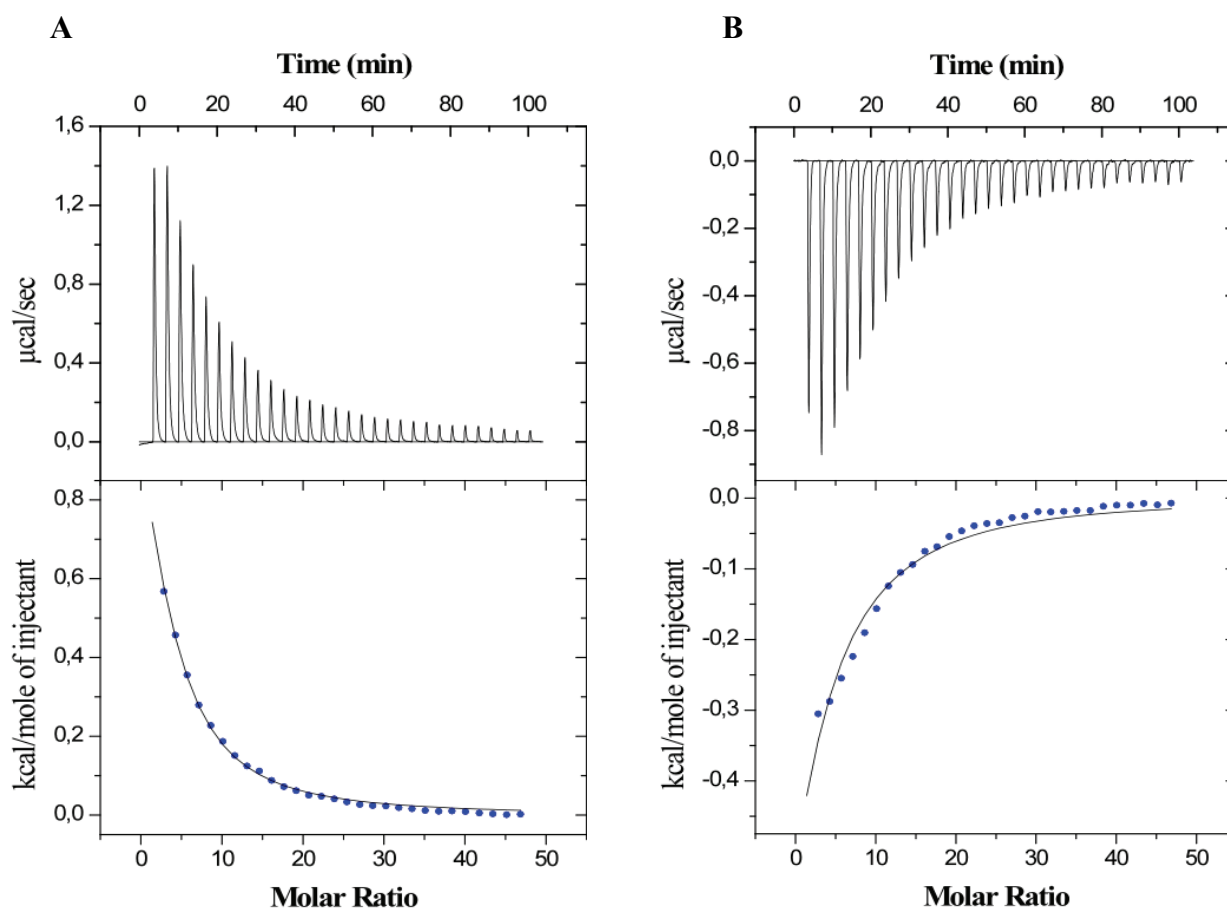 A
Time (min)
0 20 40 60 80 100
1,6
1,2
0,8
0,4
0,0
µcal/sec
0,8
0,6
0,4
0,2
0,0
kcal/mole of injectant
0 10 20 30 40 50
Molar Ratio
B
Time (min)
0 20 40 60 80 100
0,0
-0,2
-0,4
-0,6
-0,8
µcal/sec
0,0
-0,1
-0,2
-0,3
-0,4
kcal/mole of injectant
0 10 20 30 40 50
Molar Ratio